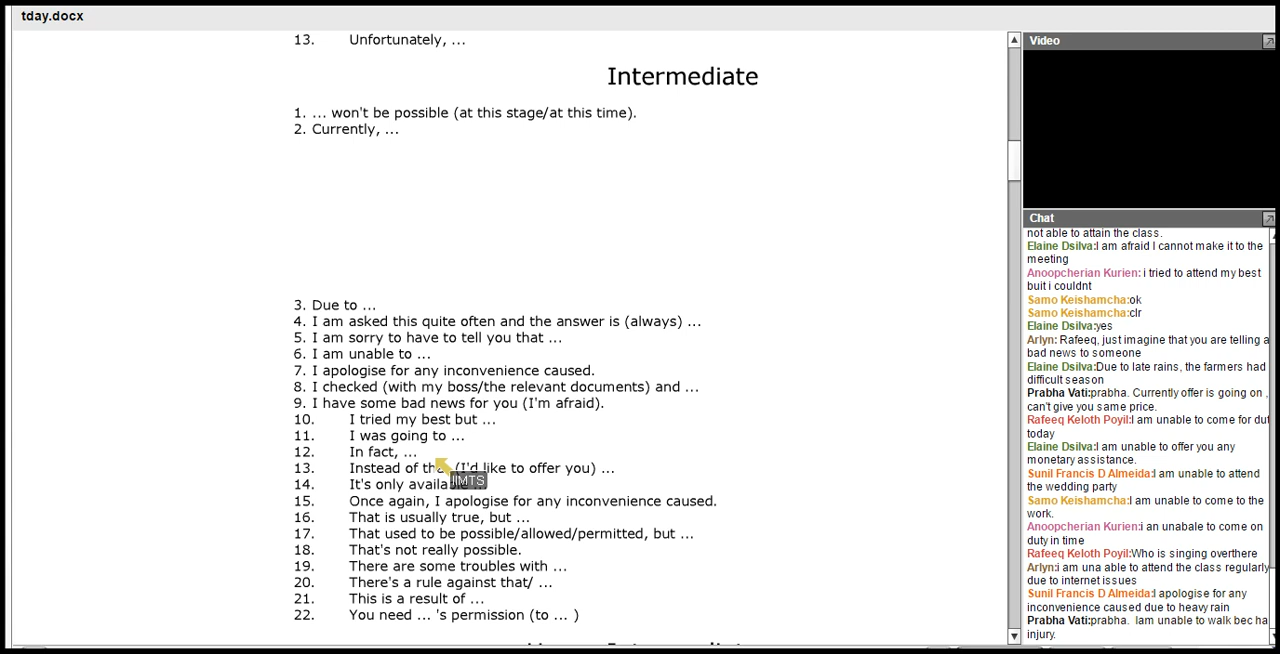 tday.docx
13. Unfortunately, ...
Intermediate
1. ... won't be possible (at this stage/at this time).
2. Currently, ...
3. Due to ...
4. I am asked this quite often and the answer is (always) ...
5. I am sorry to have to tell you that ...
6. I am unable to ...
7. I apologise for any inconvenience caused.
8. I checked (with my boss/the relevant documents) and ...
9. I have some bad news for you (I'm afraid).
10. I tried my best but ...
11. I was going to ...
12. In fact, ...
13. Instead of (I'd like to offer you) ...
IIMTS
14. It's only
15. Once again, I apologise for any inconvenience caused.
16. That is usually true, but ...
17. That used to be possible/allowed/permitted, but ...
18. That's not really possible.
19. There are some troubles with ...
20. There's a rule against that/ ...
21. This is a result of ...
22. You need ... 's permission (to ... )
Video
Chat
not able to attain the class.
Elaine Dsilva:I am afraid I cannot make it to the
meeting
Anoopcherian Kurien: i tried to attend my best
buit i couldnt
Samo Keishamcha:ok
Samo Keishamcha:clr
Elaine Dsilva:yes
Arlyn: Rafeeq, just imagine that you are telling a
bad news to someone
Elaine Dsilva:Due to late rains, the farmers had
difficult season
Prabha Vati:prabha. Currently offer is going on ,
can't give you same price.
Rafeeq Keloth Poyil:I am unable to come for dut
today
Elaine Dsilva:I am unable to offer you any
monetary assistance.
Sunil Francis D Almeida:I am unable to attend
the wedding party
Samo Keishamcha:I am unable to come to the
work.
Anoopcherian Kurien:i am unabale to come on
duty in time
Rafeeq Keloth Poyil:Who is singing overthere
Arlyn:i am una able to attend the class regularly
due to internet issues
Sunil Francis D Almeida:I apologise for any
inconvenience caused due to heavy rain
Prabha Vati:prabha. Iam unable to walk bec ha
injury.